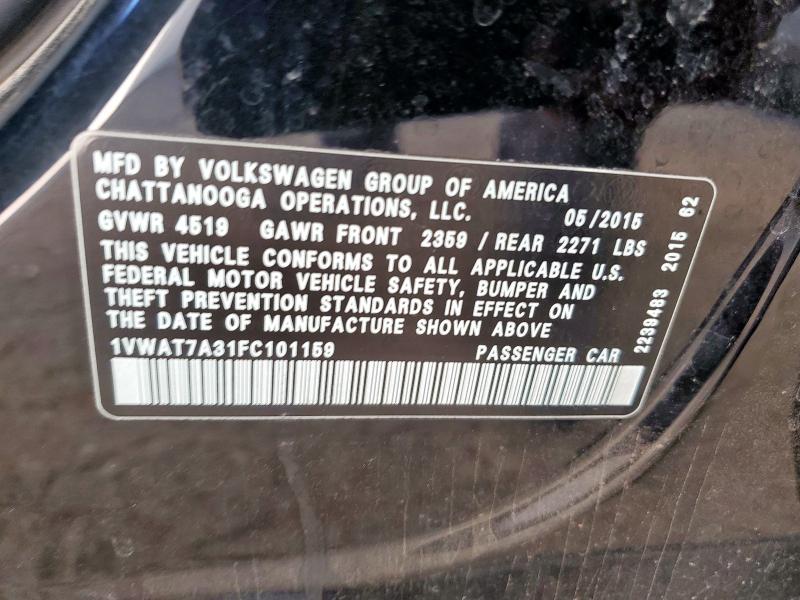 MFD BY VOLKSWAGEN GROUP OF AMERICA
CHATTANOOGA OPERATIONS, LLC. 05/2015
GVWR 4519 GAWR FRONT 2359 / REAR 2271 LBS
THIS VEHICLE CONFORMS TO ALL APPLICABLE U.S.
FEDERAL MOTOR VEHICLE SAFETY, BUMPER AND
THEFT PREVENTION STANDARDS IN EFFECT ON
THE DATE OF MANUFACTURE SHOWN ABOVE.
1VWAT7A31FC101159 PASSENGER CAR
2239493 2015 62